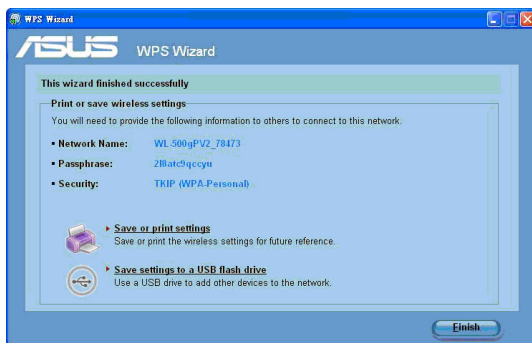 WPS Wizard
ASUS WPS Wizard
This wizard finished successfully
Print or save wireless settings
You will need to provide the following information to others to connect to this network.
▪ Network Name: WL-500gPV2_78473
▪ Passphrase: 2l8atc9qccyu
▪ Security: TKIP (WPA-Personal)
Save or print settings
Save or print the wireless settings for future reference.
Save settings to a USB flash drive
Use a USB drive to add other devices to the network.
Finish